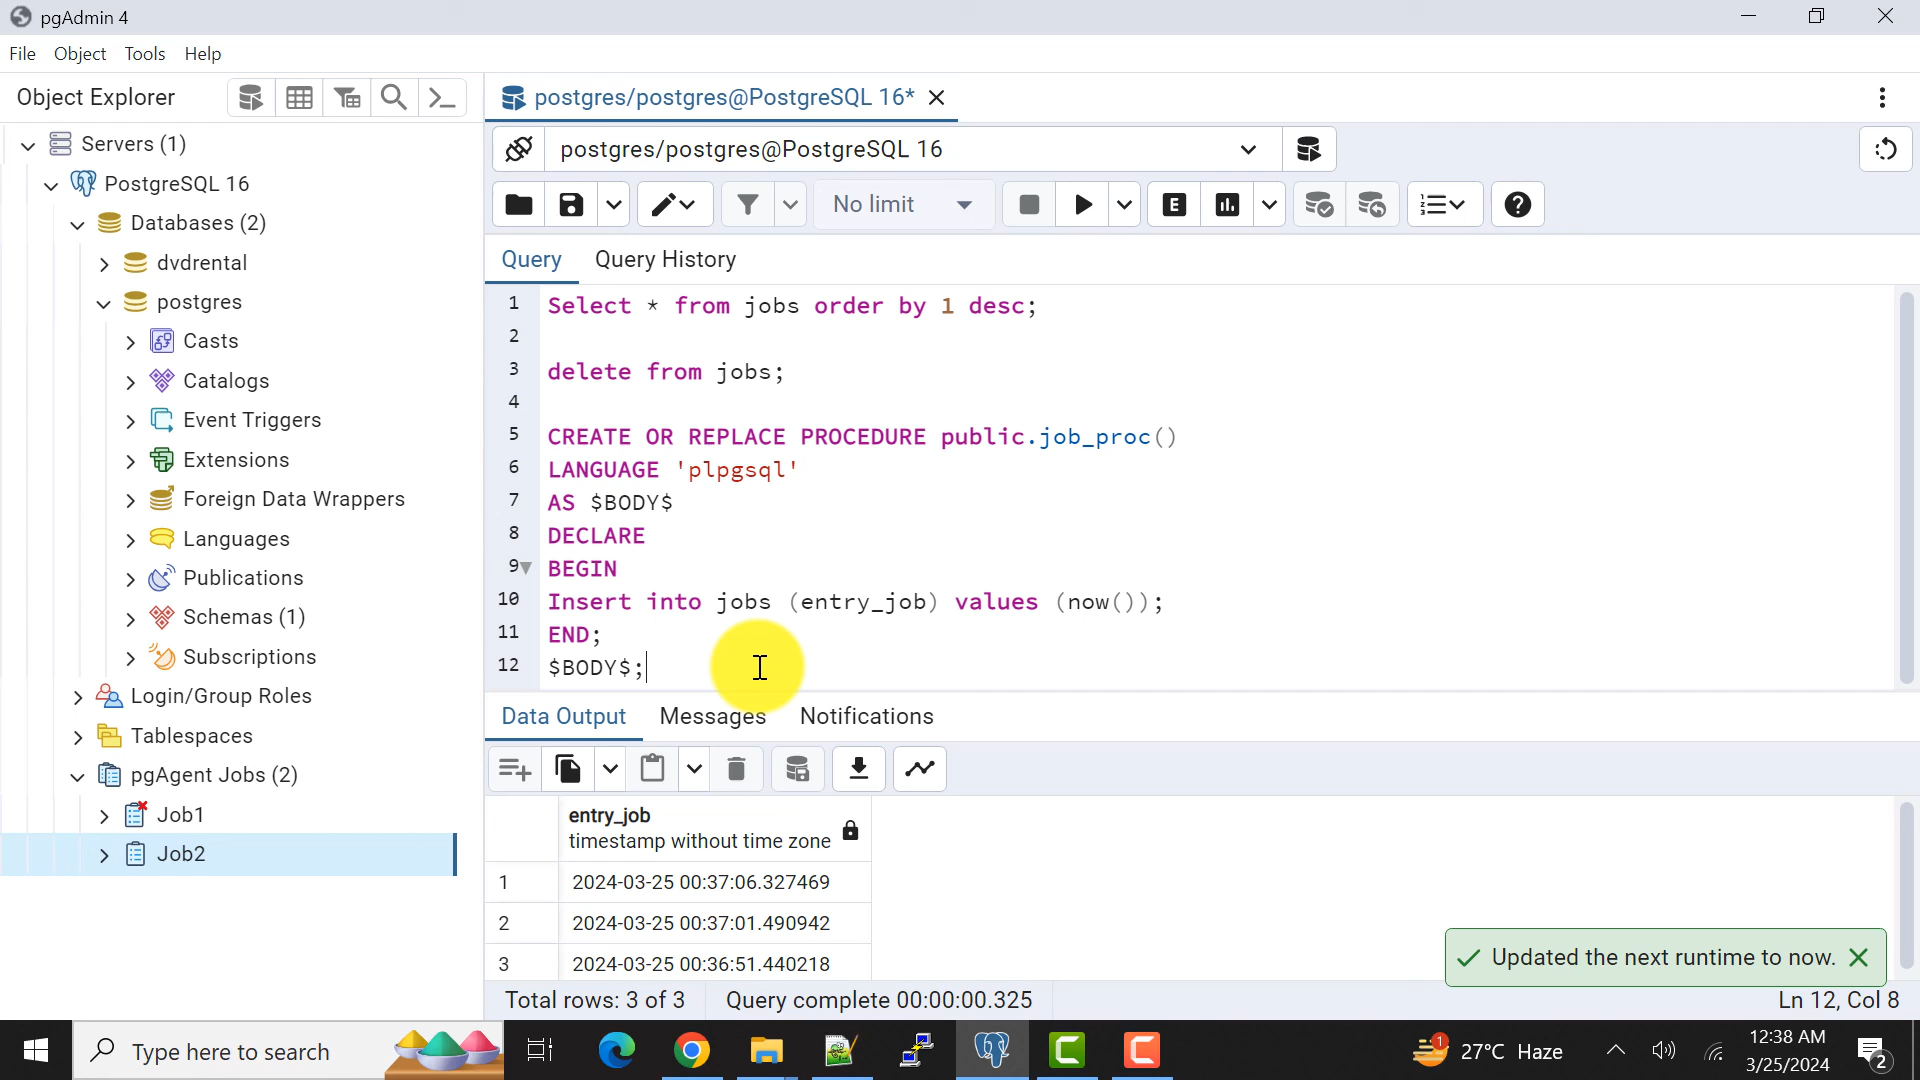 pgAdmin 4
File Object Tools Help
Object Explorer
postgres/postgres@PostgreSQL 16*
Servers (1)
postgres/postgres@PostgreSQL 16
PostgreSQL 16
No limit
E
Databases (2)
dvdrental
Query Query History
postgres
1 Select * from jobs order by 1 desc;
2
Casts
3 delete from jobs;
Catalogs
4
Event Triggers
5 CREATE OR REPLACE PROCEDURE public.job_proc()
Extensions
6 LANGUAGE 'plpgsql'
Foreign Data Wrappers
7 AS $BODY$
Languages
8 DECLARE
Publications
9 BEGIN
Schemas (1)
10 Insert into jobs (entry_job) values (now());
11 END;
Subscriptions
12 $BODY$;
Login/Group Roles
Data Output Messages Notifications
Tablespaces
pgAgent Jobs (2)
Job1
Job2
entry_job
timestamp without time zone
1 2024-03-25 00:37:06.327469
2 2024-03-25 00:37:01.490942
3 2024-03-25 00:36:51.440218
Updated the next runtime to now.
Total rows: 3 of 3 Query complete 00:00:00.325 Ln 12, Col 8
Type here to search
1
27°C Haze
12:38 AM
3/25/2024
2